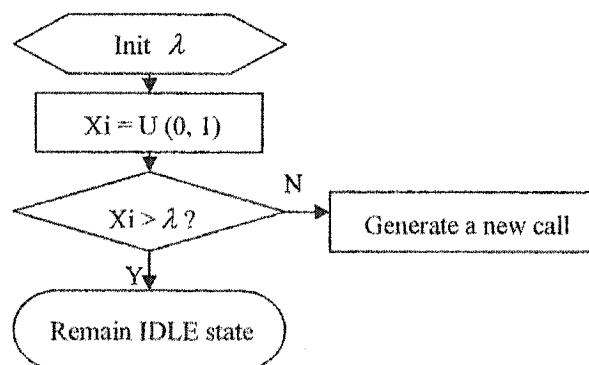 Init λ
Xi = U (0, 1)
Xi > λ ?
N
Generate a new call
Y
Remain IDLE state